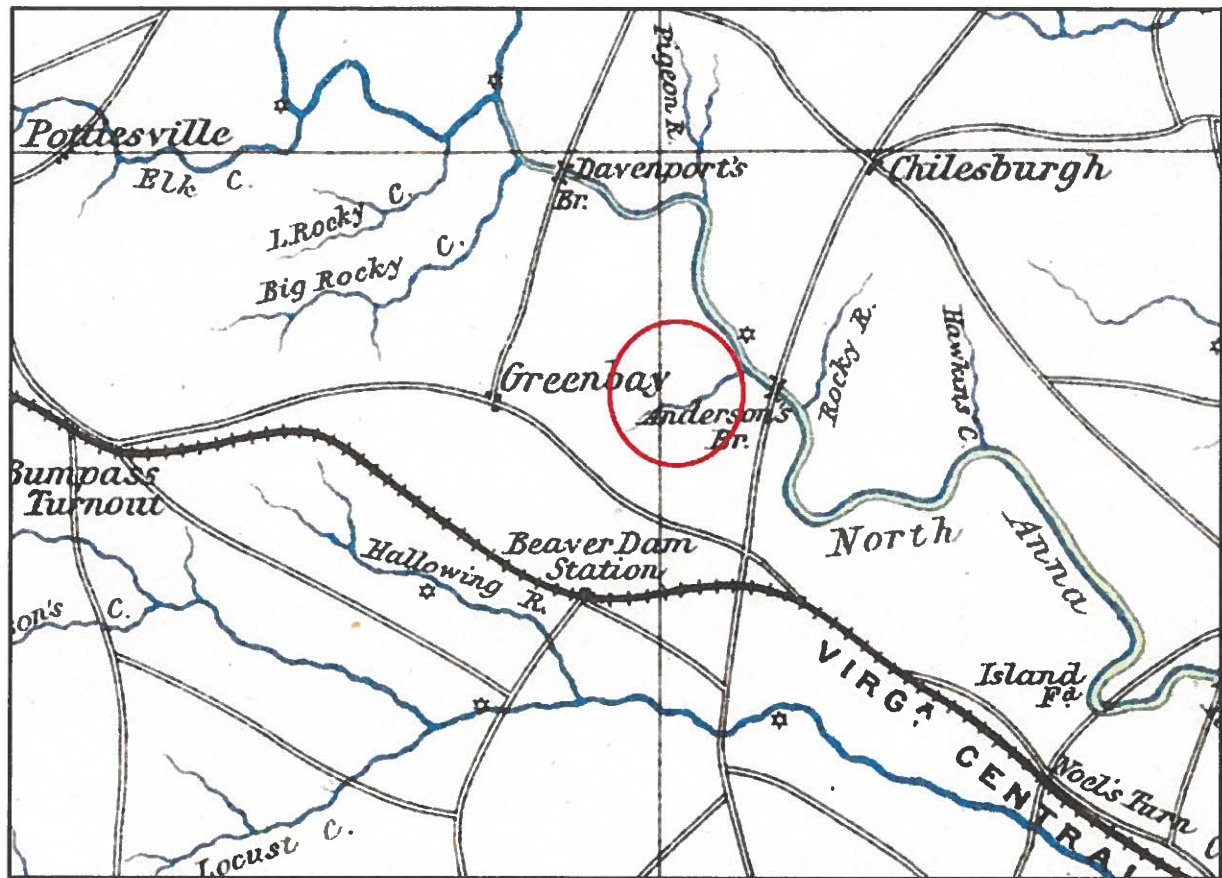 Pigeon R.
Pottiesville
Elk C.
Davenport's
Br.
Chilesburgh
L. Rocky C.
Big Rocky C.
Greenbay
Anderson's
Br.
Rocky R.
Hawkins C.
Bumpass
Turnout
North Anna
Beaver Dam
Station
Hallowing R.
on's C.
Island
Fd.
VIRGA. CENTRAL
Noel's Turn
Locust C.